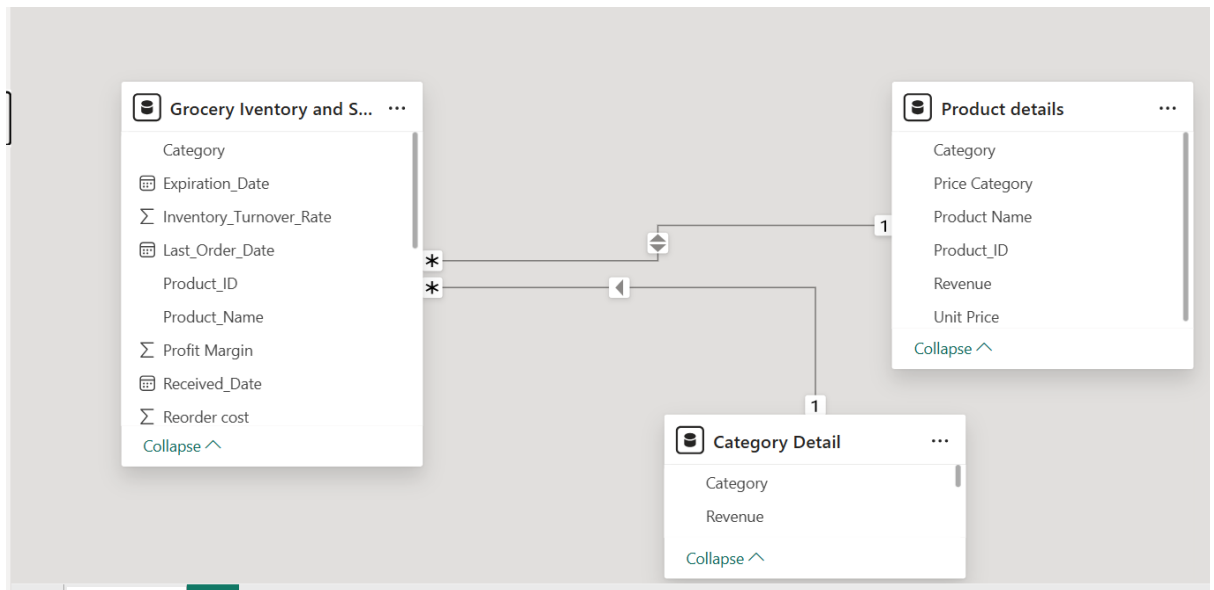 Grocery Iventory and S... ...
Category
Expiration_Date
Inventory_Turnover_Rate
Last_Order_Date
Product_ID
Product_Name
Profit Margin
Received_Date
Reorder cost
Collapse
*
*
1
Product details ...
Category
Price Category
Product Name
Product_ID
Revenue
Unit Price
Collapse
1
Category Detail ...
Category
Revenue
Collapse